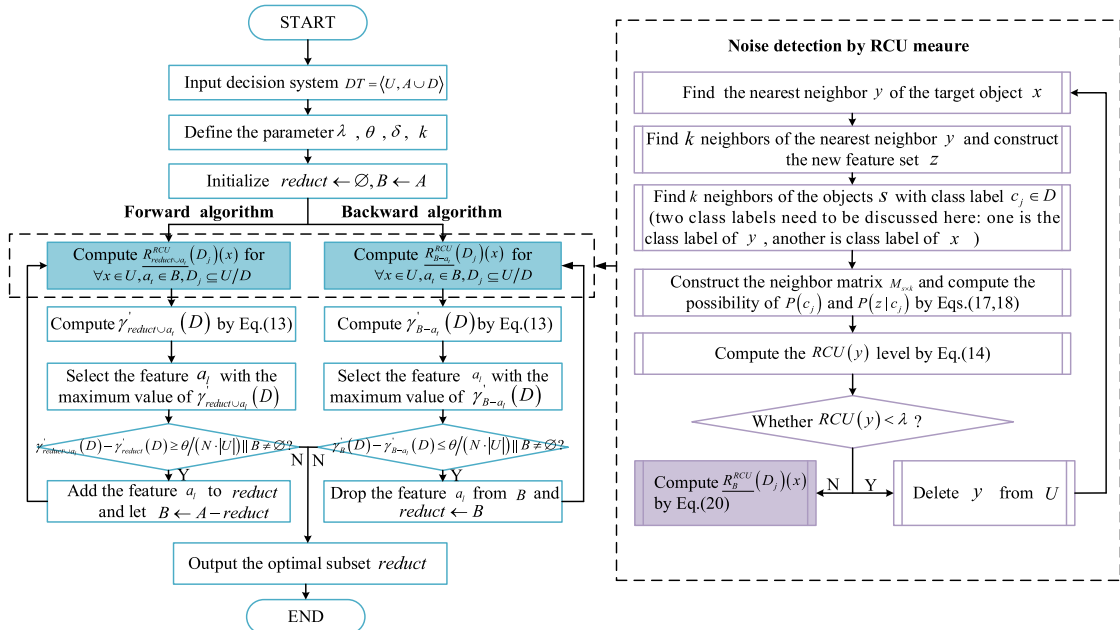 START
Input decision system DT = ⟨U, A ∪ D⟩
Define the parameter λ , θ , δ , k
Initialize reduct ← ∅, B ← A
Forward algorithm
Backward algorithm
Compute R^{RCU}_{reduct∪a_t}(D_j)(x) for
∀x ∈ U, a_t ∈ B, D_j ⊆ U/D
Compute γ'_{reduct∪a_t}(D) by Eq.(13)
Select the feature a_l with the
maximum value of γ'_{reduct∪a_t}(D)
γ'_{reduct∪a_t}(D) − γ'_{reduct}(D) ≥ θ/(N·|U|) || B ≠ ∅?
N
Y
Add the feature a_l to reduct
and let B ← A − reduct
Compute R^{RCU}_{B−a_t}(D_j)(x) for
∀x ∈ U, a_t ∈ B, D_j ⊆ U/D
Compute γ'_{B−a_t}(D) by Eq.(13)
Select the feature a_l with the
maximum value of γ'_{B−a_t}(D)
γ'_B(D) − γ'_{B−a_t}(D) ≤ θ/(N·|U|) || B ≠ ∅?
N
Y
Drop the feature a_l from B and
reduct ← B
Output the optimal subset reduct
END
Noise detection by RCU meaure
Find the nearest neighbor y of the target object x
Find k neighbors of the nearest neighbor y and construct
the new feature set z
Find k neighbors of the objects s with class label c_j ∈ D
(two class labels need to be discussed here: one is the
class label of y , another is class label of x )
Construct the neighbor matrix M_{s×k} and compute the
possibility of P(c_j) and P(z | c_j) by Eqs.(17,18)
Compute the RCU(y) level by Eq.(14)
Whether RCU(y) < λ ?
N
Y
Compute R^{RCU}_B(D_j)(x)
by Eq.(20)
Delete y from U